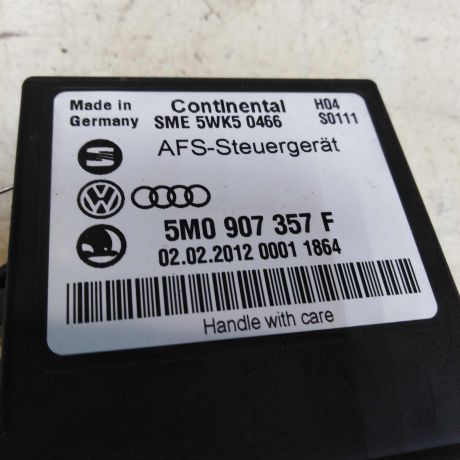 Made in Continental H04
Germany SME 5WK5 0466 S0111
AFS-Steuergerät
5M0 907 357 F
02.02.2012 0001 1864
Handle with care